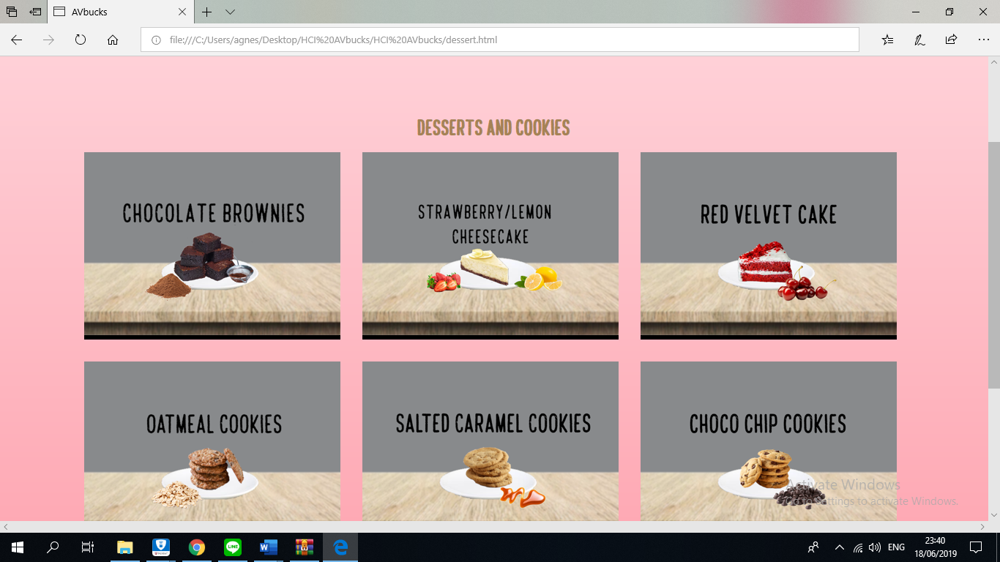 AVbucks
file:///C:/Users/agnes/Desktop/HCI%20AVbucks/HCI%20AVbucks/dessert.html
DESSERTS AND COOKIES
CHOCOLATE BROWNIES
STRAWBERRY/LEMON
CHEESECAKE
RED VELVET CAKE
OATMEAL COOKIES
SALTED CARAMEL COOKIES
CHOCO CHIP COOKIES
Activate Windows
Go to Settings to activate Windows.
LINE
ENG
23:40
18/06/2019